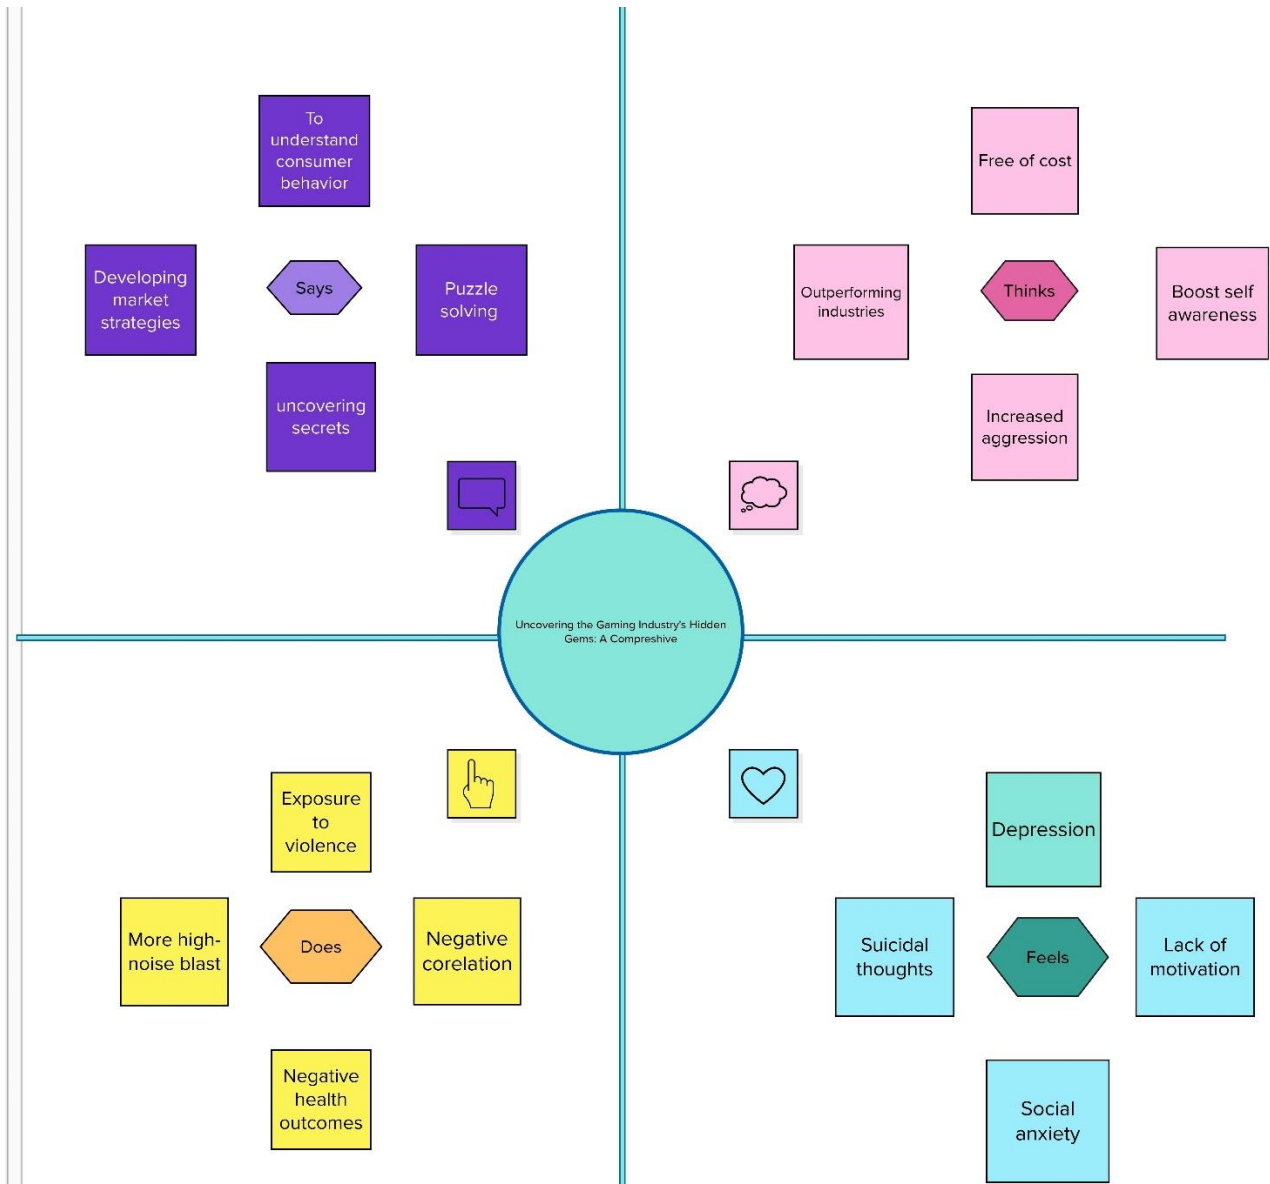 To
understand
consumer
behavior
Developing
market
strategies
Says
Puzzle
solving
uncovering
secrets
Free of cost
Outperforming
industries
Thinks
Boost self
awareness
Increased
aggression
Uncovering the Gaming Industry's Hidden
Gems: A Compreshive
Exposure
to
violence
More high-
noise blast
Does
Negative
corelation
Negative
health
outcomes
Depression
Suicidal
thoughts
Feels
Lack of
motivation
Social
anxiety